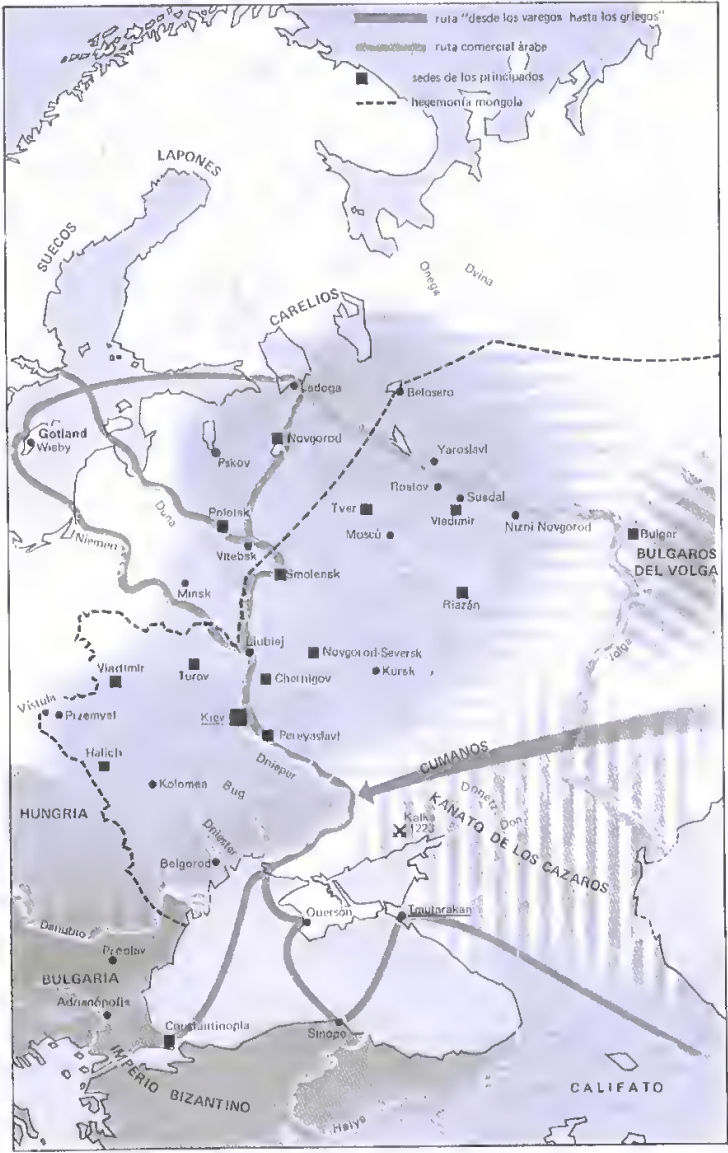 ruta "desde los varegos hasta los griegos"
ruta comercial árabe
sedes de los principados
hegemonía mongola
LAPONES
SUECOS
Dvina
Onega
CARELIOS
Ladoga
Belosero
Gotland
Wisby
Novgorod
Pskov
Yaroslavl
Rostov
Susdal
Duna
Polotsk
Tver
Vladimir
Nizni Novgorod
Niemen
Vitebsk
Moscú
Bulgar
BULGAROS
DEL VOLGA
Smolensk
Minsk
Riazán
Liubiej
Novgorod-Seversk
Vladimir
Turov
Chernigov
Kursk
Vistula
Przemysl
Kiev
Pereyaslavl
Halich
Dnieper
CUMANOS
Kolomea
Bug
Donetz
HUNGRIA
Kalka
1223
Don
KANATO DE LOS CAZAROS
Dniester
Belgorod
Querson
Tmutarakan
Danubio
Preslav
BULGARIA
Adrianópolis
Constantinopla
Sinope
IMPERIO BIZANTINO
CALIFATO
Halys